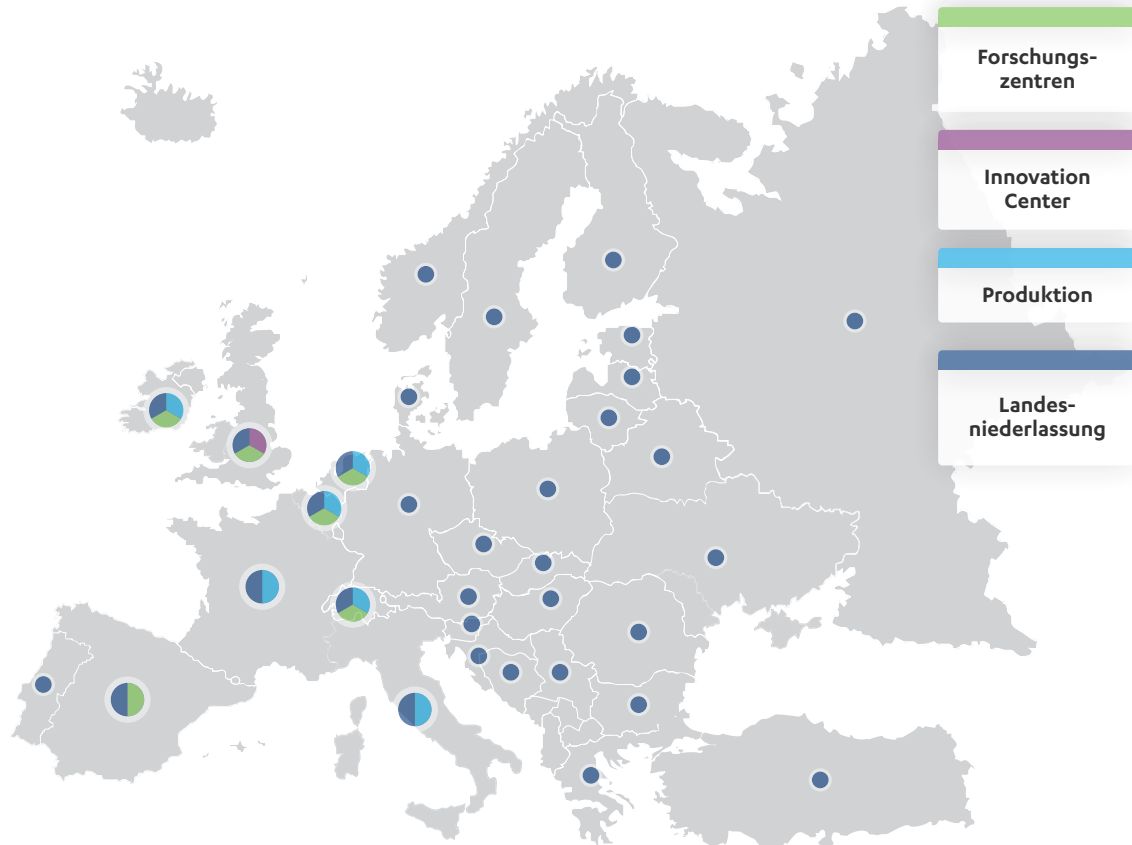 Forschungs-
zentren
Innovation
Center
Produktion
Landes-
niederlassung